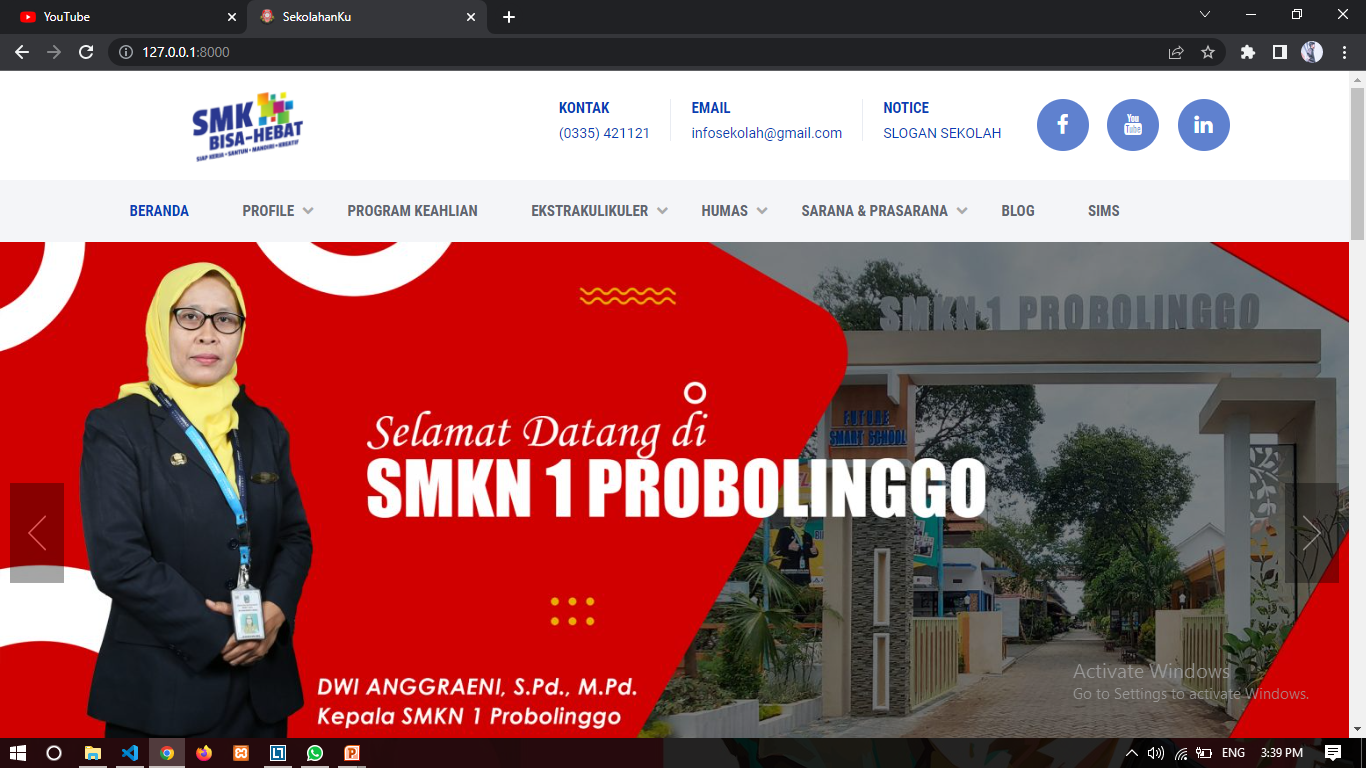 YouTube
SekolahanKu
127.0.0.1:8000
SMK
BISA-HEBAT
SIAP KERJA • SANTUN • MANDIRI • KREATIF
KONTAK
(0335) 421121
EMAIL
infosekolah@gmail.com
NOTICE
SLOGAN SEKOLAH
You
Tube
BERANDA
PROFILE
PROGRAM KEAHLIAN
EKSTRAKULIKULER
HUMAS
SARANA & PRASARANA
BLOG
SIMS
SMKN 1 PROBOLINGGO
FUTURE
SMART SCHOOL
Selamat Datang di
SMKN 1 PROBOLINGGO
DWI ANGGRAENI, S.Pd., M.Pd.
Kepala SMKN 1 Probolinggo
Activate Windows
Go to Settings to activate Windows.
ENG
3:39 PM